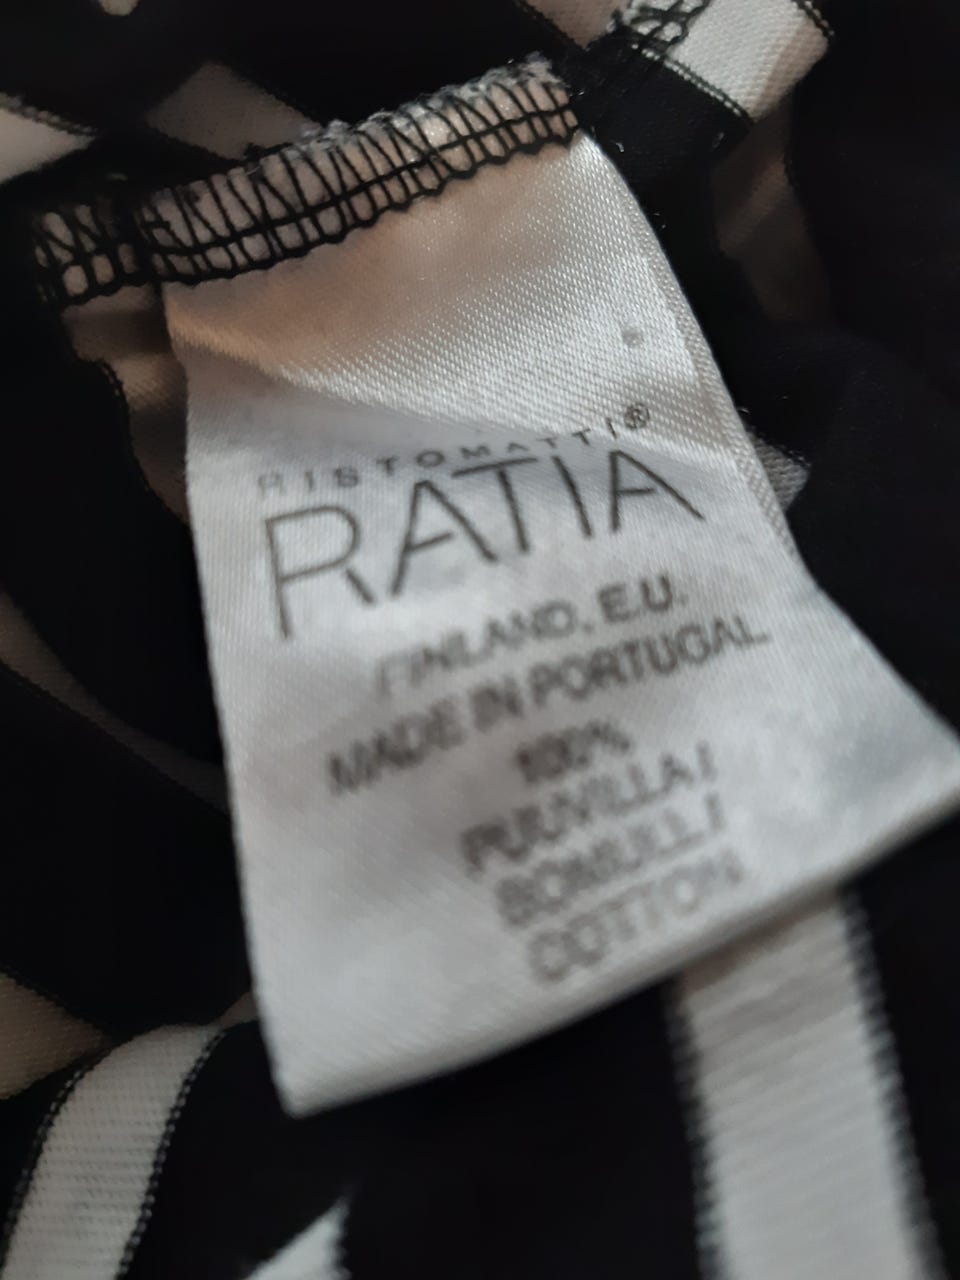 RISTOMATTI®
RATIA
FINLAND, E.U.
MADE IN PORTUGAL
100%
PUUVILLA /
BOMULL /
COTTON